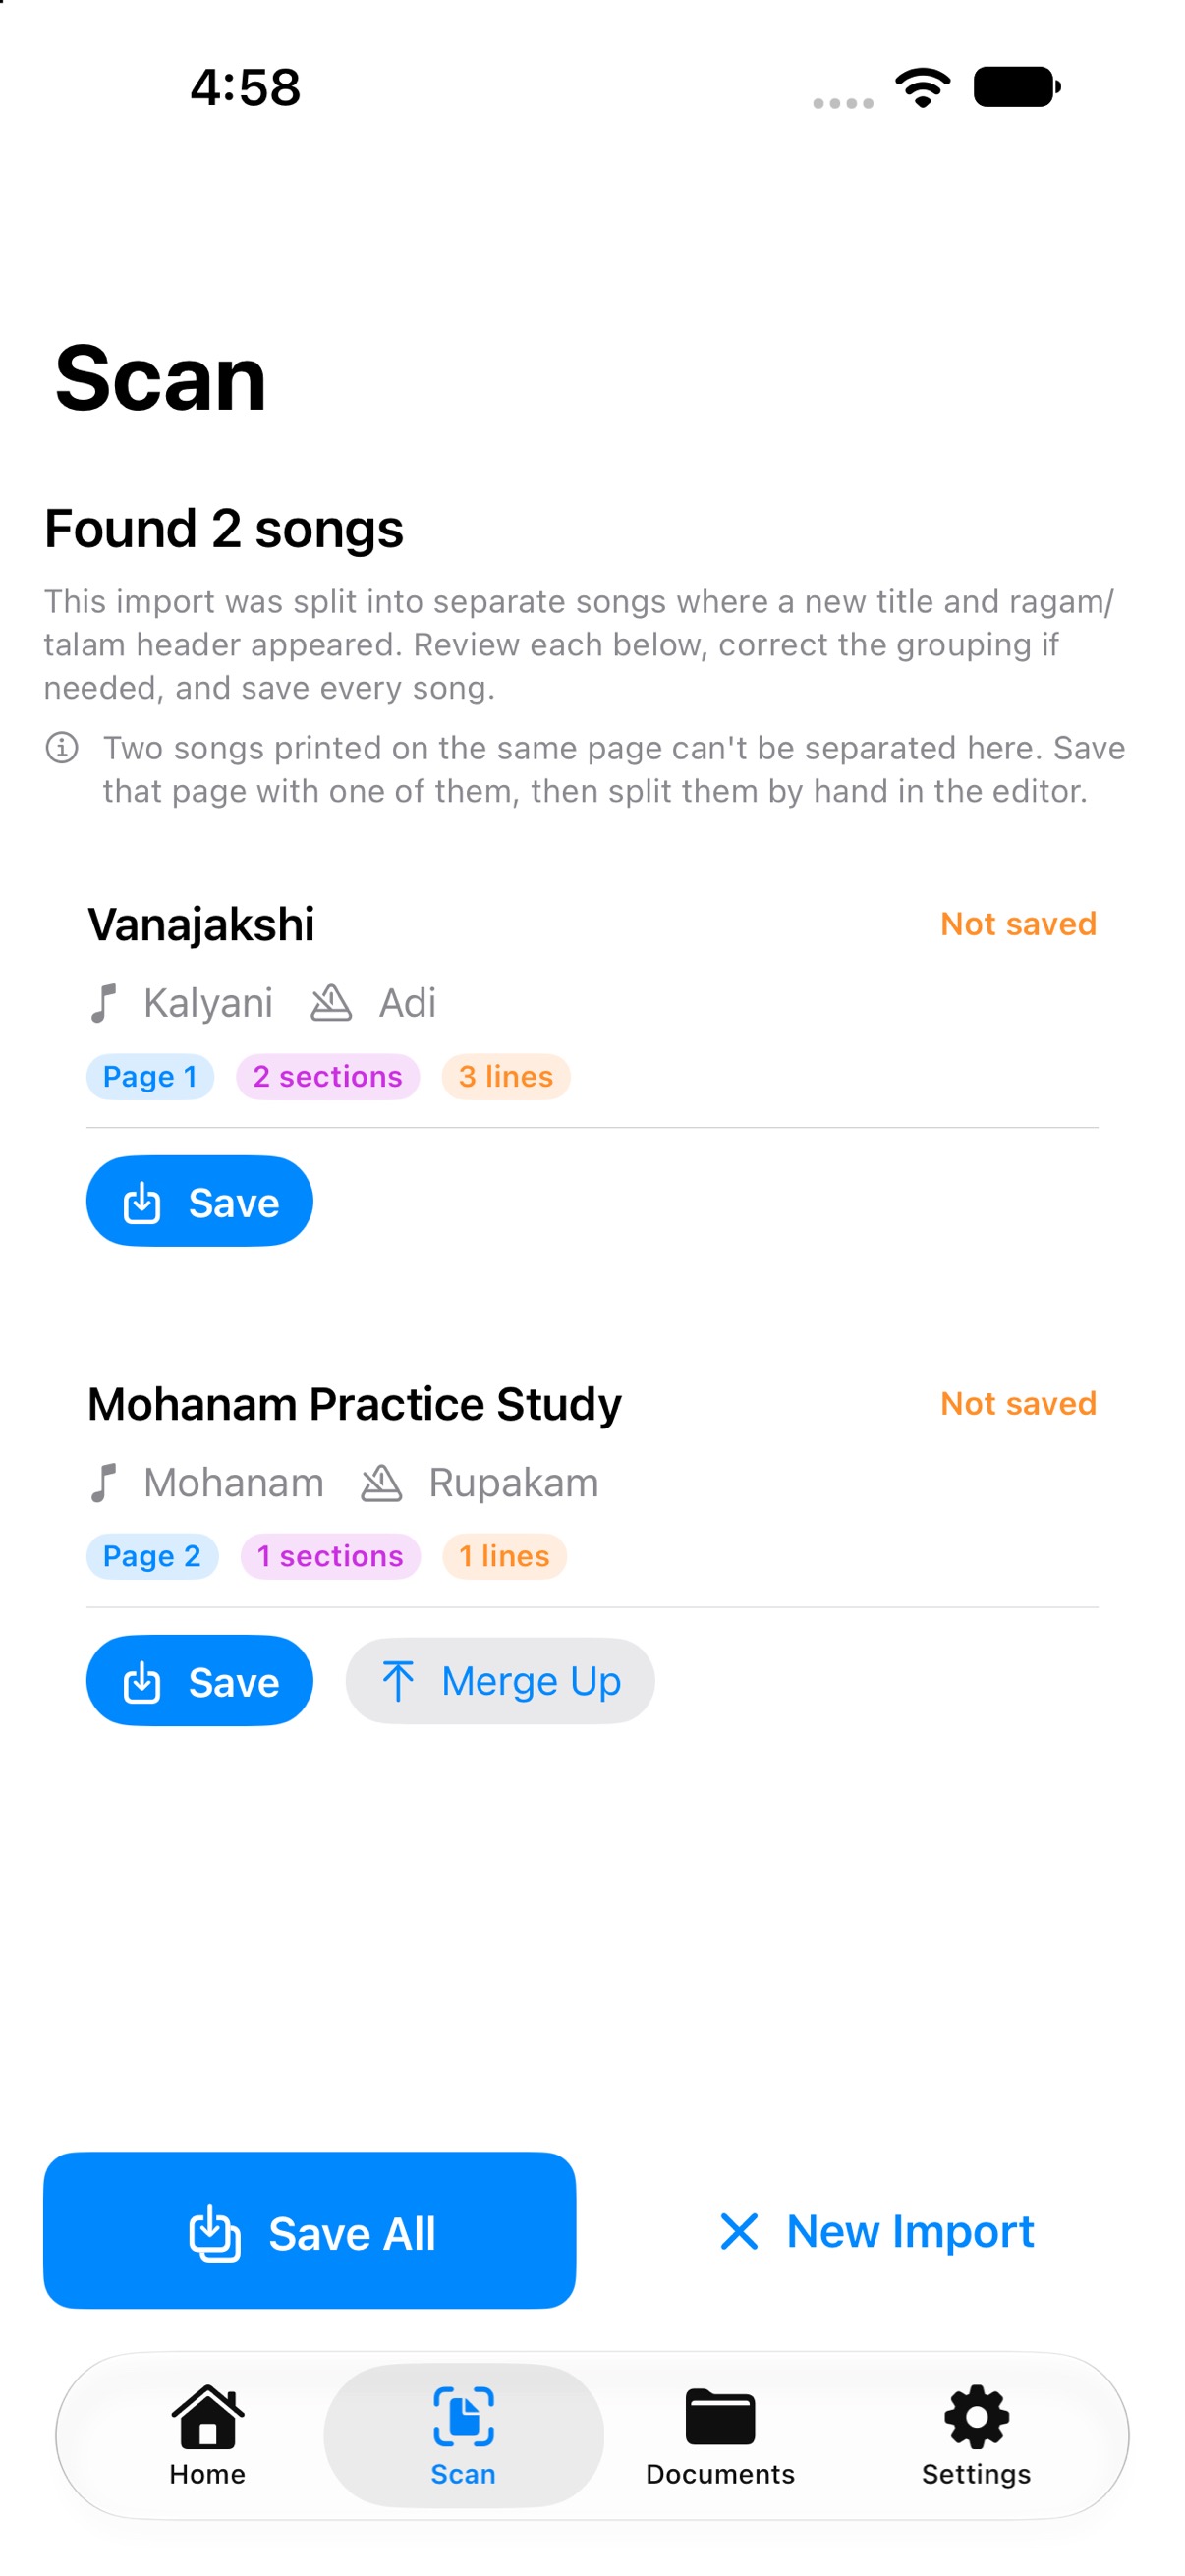 4:58
Scan
Found 2 songs
This import was split into separate songs where a new title and ragam/
talam header appeared. Review each below, correct the grouping if
needed, and save every song.
Two songs printed on the same page can't be separated here. Save
that page with one of them, then split them by hand in the editor.
Vanajakshi Not saved
Kalyani Adi
Page 1 2 sections 3 lines
Save
Mohanam Practice Study Not saved
Mohanam Rupakam
Page 2 1 sections 1 lines
Save Merge Up
Save All New Import
Home Scan Documents Settings